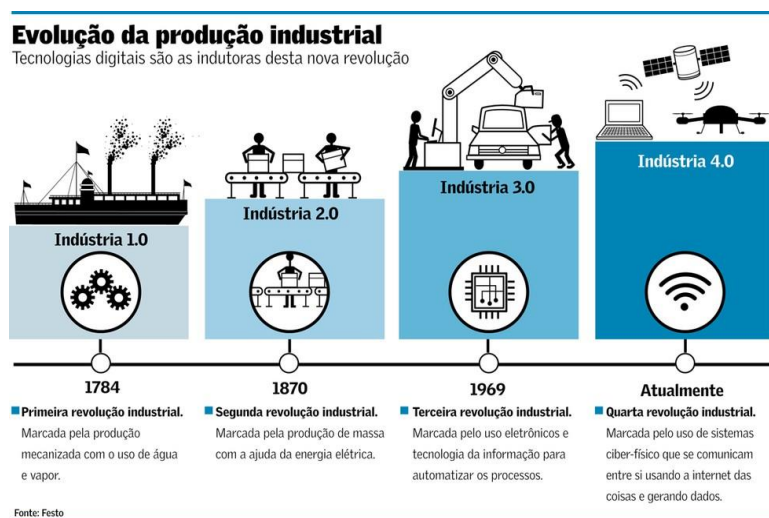 Evolução da produção industrial
Tecnologias digitais são as indutoras desta nova revolução
Indústria 1.0
Indústria 2.0
Indústria 3.0
Indústria 4.0
1784
Primeira revolução industrial.
Marcada pela produção
mecanizada com o uso de água
e vapor.
1870
Segunda revolução industrial.
Marcada pela produção de massa
com a ajuda da energia elétrica.
1969
Terceira revolução industrial.
Marcada pelo uso eletrônicos e
tecnologia da informação para
automatizar os processos.
Atualmente
Quarta revolução industrial.
Marcada pelo uso de sistemas
ciber-físico que se comunicam
entre si usando a internet das
coisas e gerando dados.
Fonte: Festo